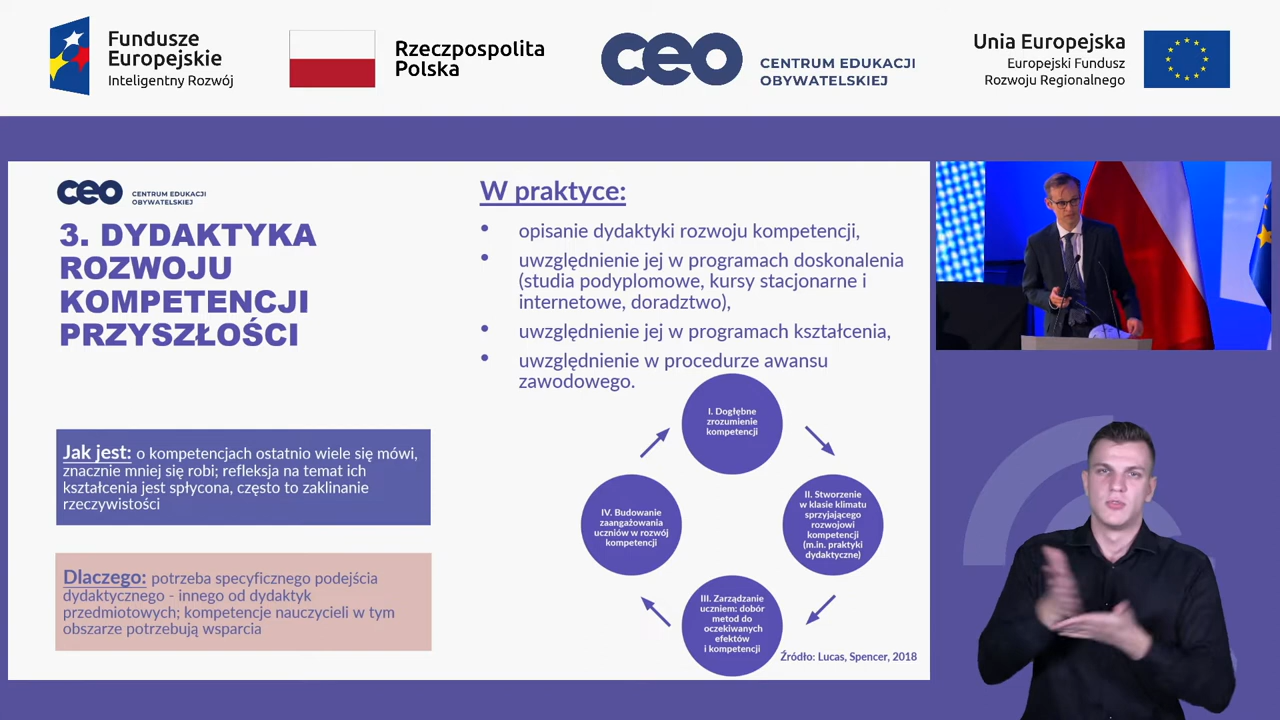 Fundusze
Europejskie
Inteligentny Rozwój
Rzeczpospolita
Polska
ceo
CENTRUM EDUKACJI
OBYWATELSKIEJ
Unia Europejska
Europejski Fundusz
Rozwoju Regionalnego
ceo
CENTRUM EDUKACJI
OBYWATELSKIEJ
3. DYDAKTYKA
ROZWOJU
KOMPETENCJI
PRZYSZŁOŚCI
Jak jest: o kompetencjach ostatnio wiele się mówi,
znacznie mniej się robi; refleksja na temat ich
kształcenia jest spłycona, często to zaklinanie
rzeczywistości
Dlaczego: potrzeba specyficznego podejścia
dydaktycznego - innego od dydaktyk
przedmiotowych; kompetencje nauczycieli w tym
obszarze potrzebują wsparcia
W praktyce:
• opisanie dydaktyki rozwoju kompetencji,
• uwzględnienie jej w programach doskonalenia
(studia podyplomowe, kursy stacjonarne i
internetowe, doradztwo),
• uwzględnienie jej w programach kształcenia,
• uwzględnienie w procedurze awansu
zawodowego.
I. Dogłębne
zrozumienie
kompetencji
II. Stworzenie
w klasie klimatu
sprzyjającego
rozwojowi
kompetencji
(m.in. praktyki
dydaktyczne)
III. Zarządzanie
uczniem: dobór
metod do
oczekiwanych
efektów
i kompetencji
IV. Budowanie
zaangażowania
uczniów w rozwój
kompetencji
Źródło: Lucas, Spencer, 2018